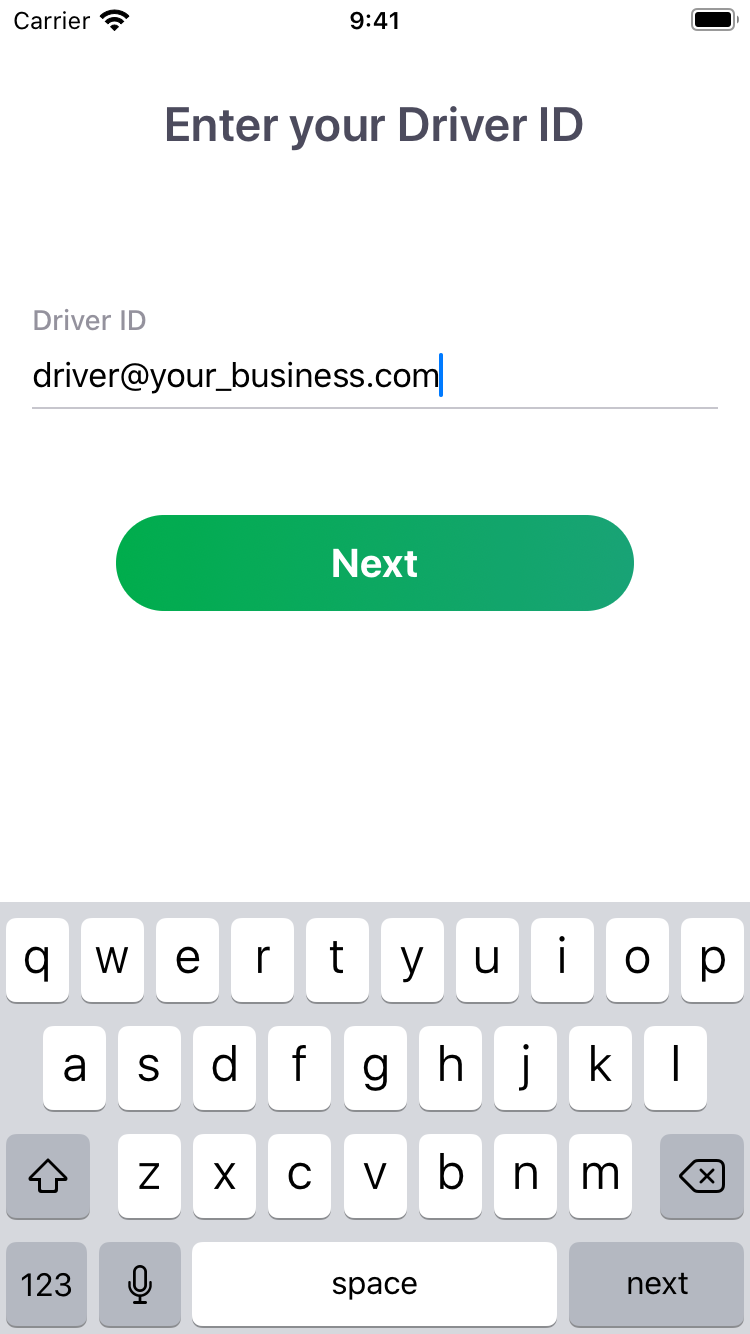 Carrier 9:41
Enter your Driver ID
Driver ID
driver@your_business.com
Next
q w e r t y u i o p
a s d f g h j k l
z x c v b n m
123 space next